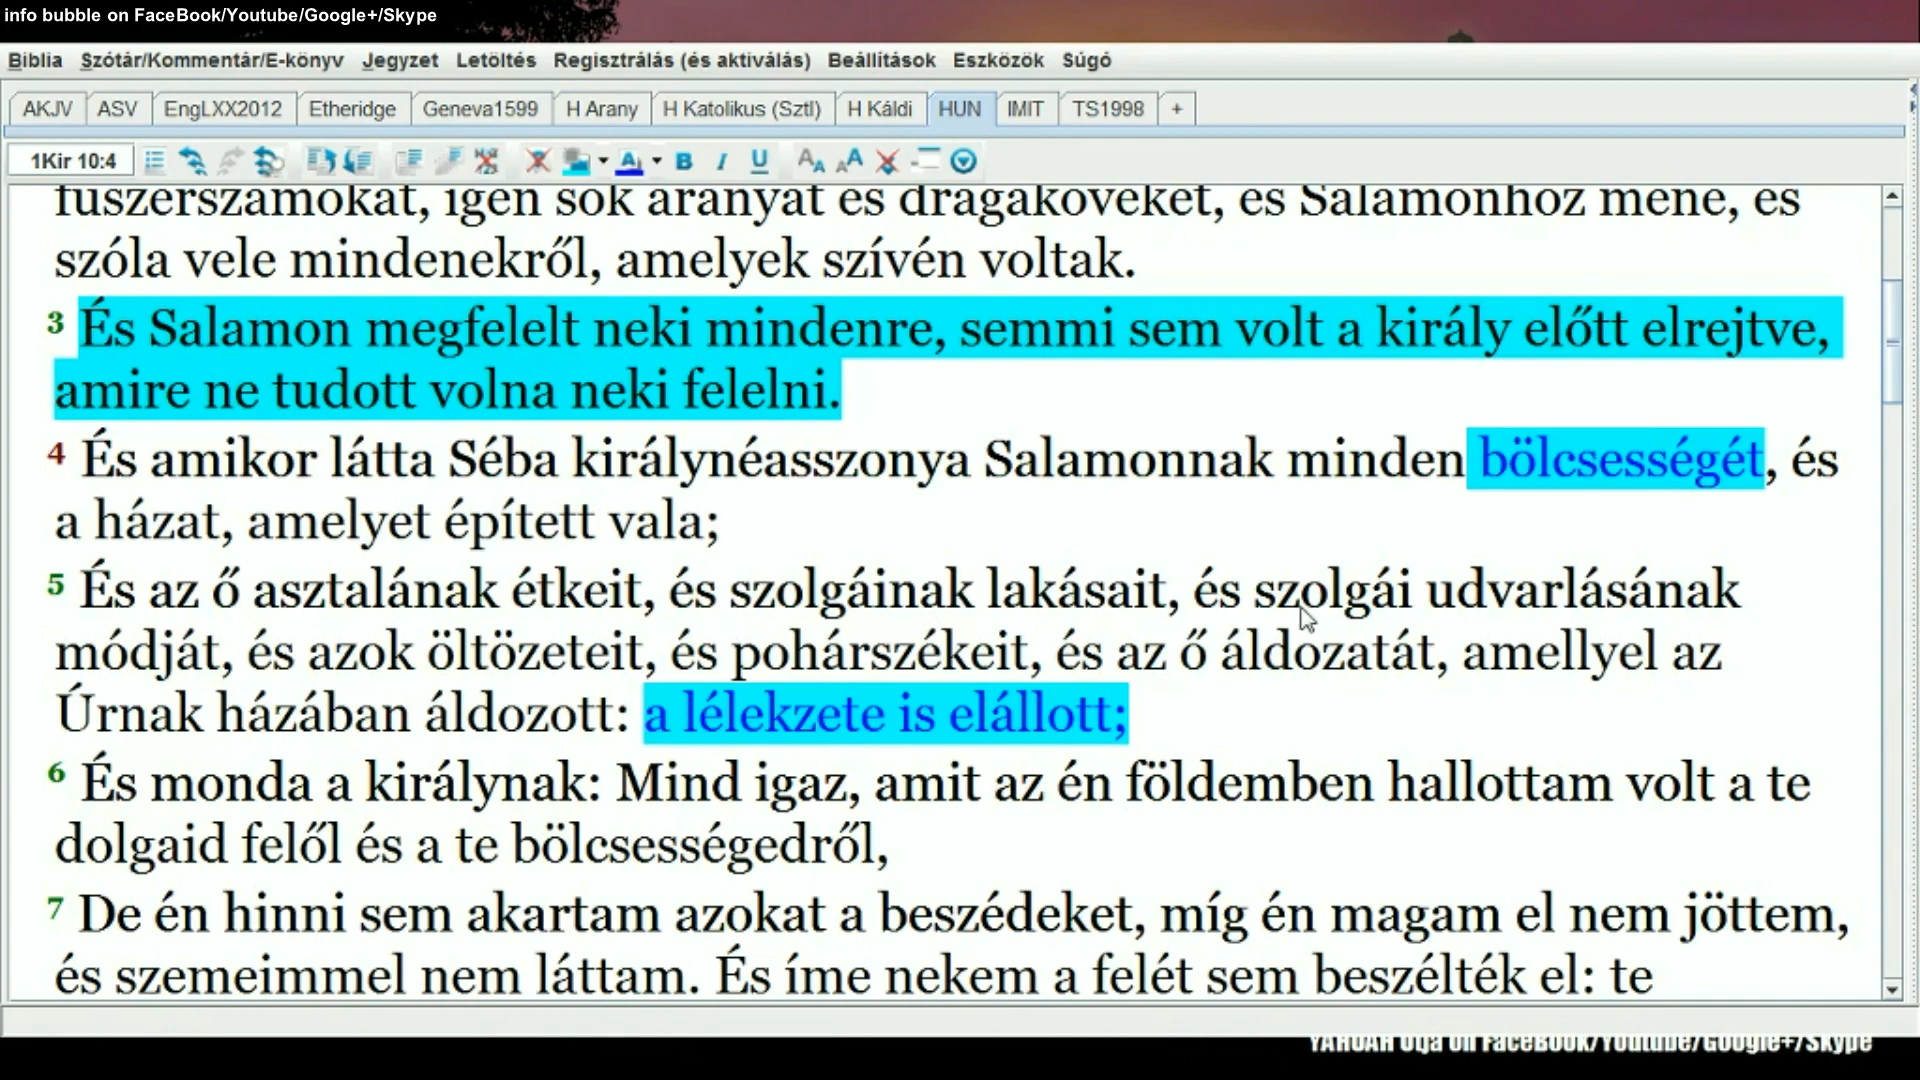 info bubble on FaceBook/Youtube/Google+/Skype
Biblia Szótár/Kommentár/E-könyv Jegyzet Letöltés Regisztrálás (és aktiválás) Beállítások Eszközök Súgó
AKJV ASV EngLXX2012 Etheridge Geneva1599 H Arany H Katolikus (Sztl) H Káldi HUN IMIT TS1998 +
1Kir 10:4
fűszerszámokat, igen sok aranyat és drágaköveket, és Salamonhoz méne, és
szóla vele mindenekről, amelyek szívén voltak.
3 És Salamon megfelelt neki mindenre, semmi sem volt a király előtt elrejtve,
amire ne tudott volna neki felelni.
4 És amikor látta Séba királynéasszonya Salamonnak minden bölcsességét, és
a házat, amelyet épített vala;
5 És az ő asztalának étkeit, és szolgáinak lakásait, és szolgái udvarlásának
módját, és azok öltözeteit, és pohárszékeit, és az ő áldozatát, amellyel az
Úrnak házában áldozott: a lélekzete is elállott;
6 És monda a királynak: Mind igaz, amit az én földemben hallottam volt a te
dolgaid felől és a te bölcsességedről,
7 De én hinni sem akartam azokat a beszédeket, míg én magam el nem jöttem,
és szemeimmel nem láttam. És íme nekem a felét sem beszélték el: te
YAHUAH Útja on FaceBook/Youtube/Google+/Skype